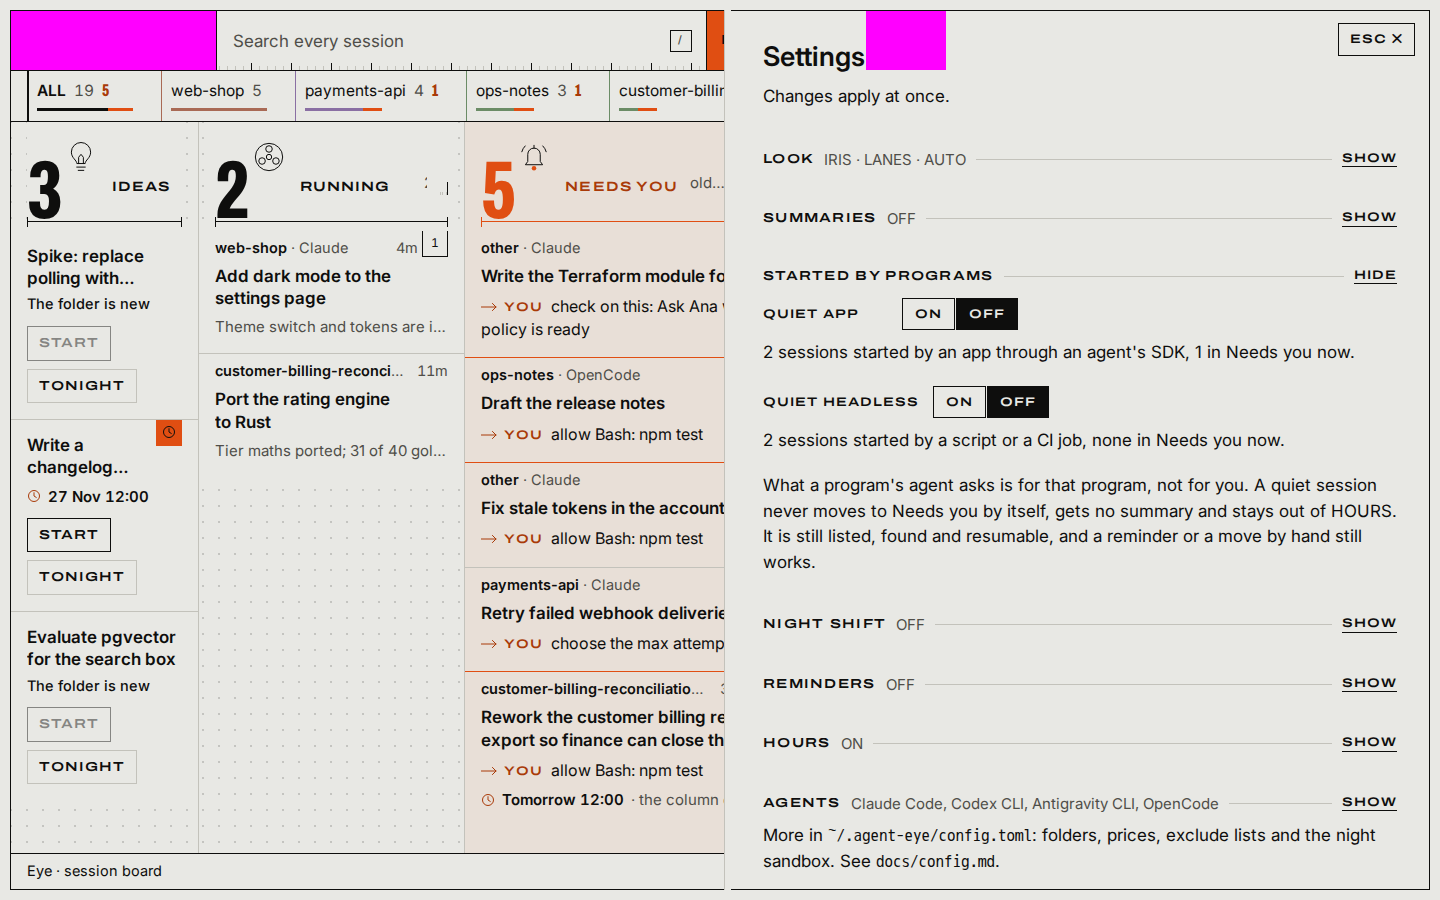 Search every session
/
ALL 19 5
web-shop 5
payments-api 4 1
ops-notes 3 1
3
IDEAS
Spike: replace
polling with...
The folder is new
START
TONIGHT
Write a
changelog...
27 Nov 12:00
START
TONIGHT
Evaluate pgvector
for the search box
The folder is new
START
TONIGHT
2
RUNNING
web-shop · Claude 4m 1
Add dark mode to the
settings page
Theme switch and tokens are i...
customer-billing-reconci... 11m
Port the rating engine
to Rust
Tier maths ported; 31 of 40 gol...
5
NEEDS YOU old...
other · Claude
Write the Terraform module
→ YOU check on this: Ask Ana
policy is ready
ops-notes · OpenCode
Draft the release notes
→ YOU allow Bash: npm test
other · Claude
Fix stale tokens in the account
→ YOU allow Bash: npm test
payments-api · Claude
Retry failed webhook
→ YOU choose the max
customer-billing-reconciliatio...
Rework the customer billing
export so finance can close
→ YOU allow Bash: npm test
Tomorrow 12:00 · the column
Eye · session board
Settings
ESC ✕
Changes apply at once.
LOOK IRIS · LANES · AUTO SHOW
SUMMARIES OFF SHOW
STARTED BY PROGRAMS HIDE
QUIET APP ON OFF
2 sessions started by an app through an agent's SDK, 1 in Needs you now.
QUIET HEADLESS ON OFF
2 sessions started by a script or a CI job, none in Needs you now.
What a program's agent asks is for that program, not for you. A quiet session
never moves to Needs you by itself, gets no summary and stays out of HOURS.
It is still listed, found and resumable, and a reminder or a move by hand still
works.
NIGHT SHIFT OFF SHOW
REMINDERS OFF SHOW
HOURS ON SHOW
AGENTS Claude Code, Codex CLI, Antigravity CLI, OpenCode SHOW
More in ~/.agent-eye/config.toml: folders, prices, exclude lists and the night
sandbox. See docs/config.md.